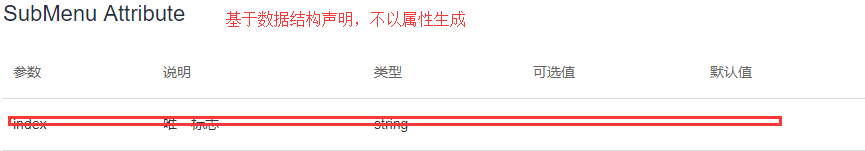 SubMenu Attribute
基于数据结构声明，不以属性生成
参数 说明 类型 可选值 默认值
index 唯一标志 string